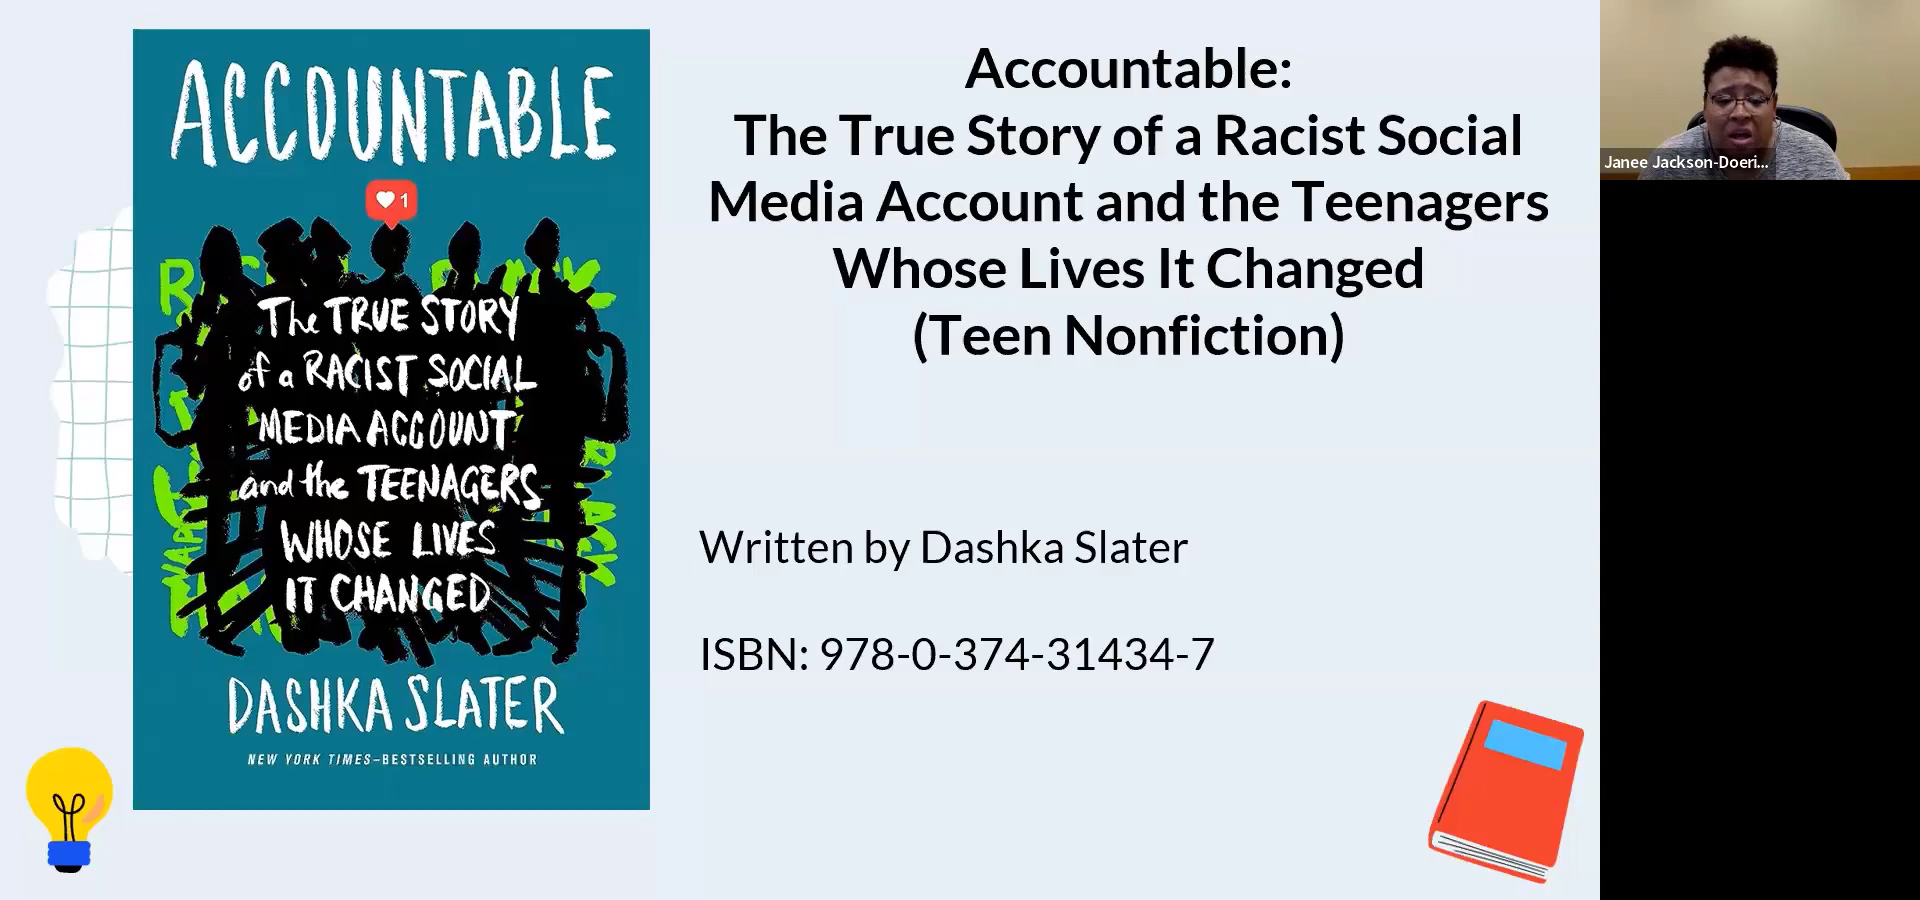 ACCOUNTABLE
1
The TRUE STORY
of a RACIST SOCIAL
MEDIA ACCOUNT
and the TEENAGERS
WHOSE LIVES
IT CHANGED
DASHKA SLATER
NEW YORK TIMES–BESTSELLING AUTHOR
Accountable:
The True Story of a Racist Social
Media Account and the Teenagers
Whose Lives It Changed
(Teen Nonfiction)
Written by Dashka Slater
ISBN: 978-0-374-31434-7
Janee Jackson-Doeri...